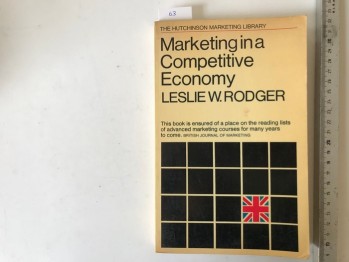 63
THE HUTCHINSON MARKETING LIBRARY
Marketing in a
Competitive
Economy
LESLIE W. RODGER
This book is ensured of a place on the reading lists
of advanced marketing courses for many years
to come. BRITISH JOURNAL OF MARKETING